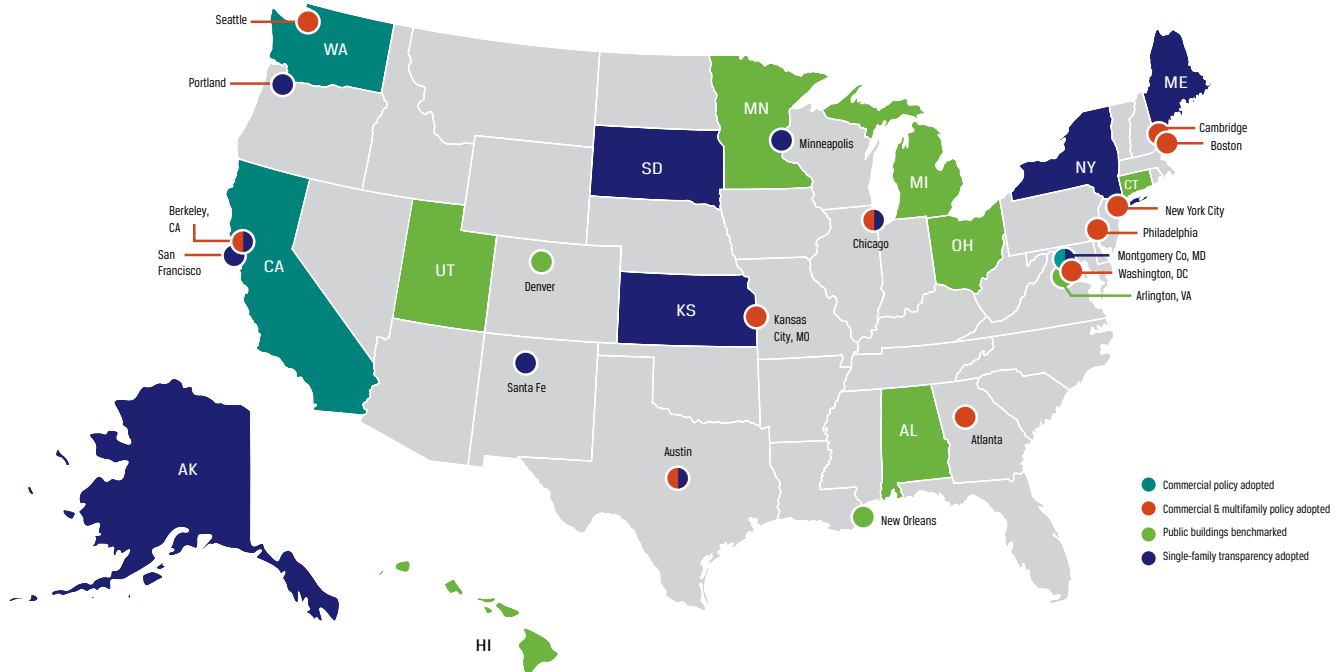 Seattle
WA
Portland
Berkeley,
CA
San
Francisco
CA
UT
Denver
Santa Fe
SD
KS
MN
Minneapolis
Chicago
Kansas
City, MO
Austin
MI
OH
AL
Atlanta
New Orleans
ME
NY
CT
Cambridge
Boston
New York City
Philadelphia
Montgomery Co, MD
Washington, DC
Arlington, VA
AK
HI
Commercial policy adopted
Commercial & multifamily policy adopted
Public buildings benchmarked
Single-family transparency adopted